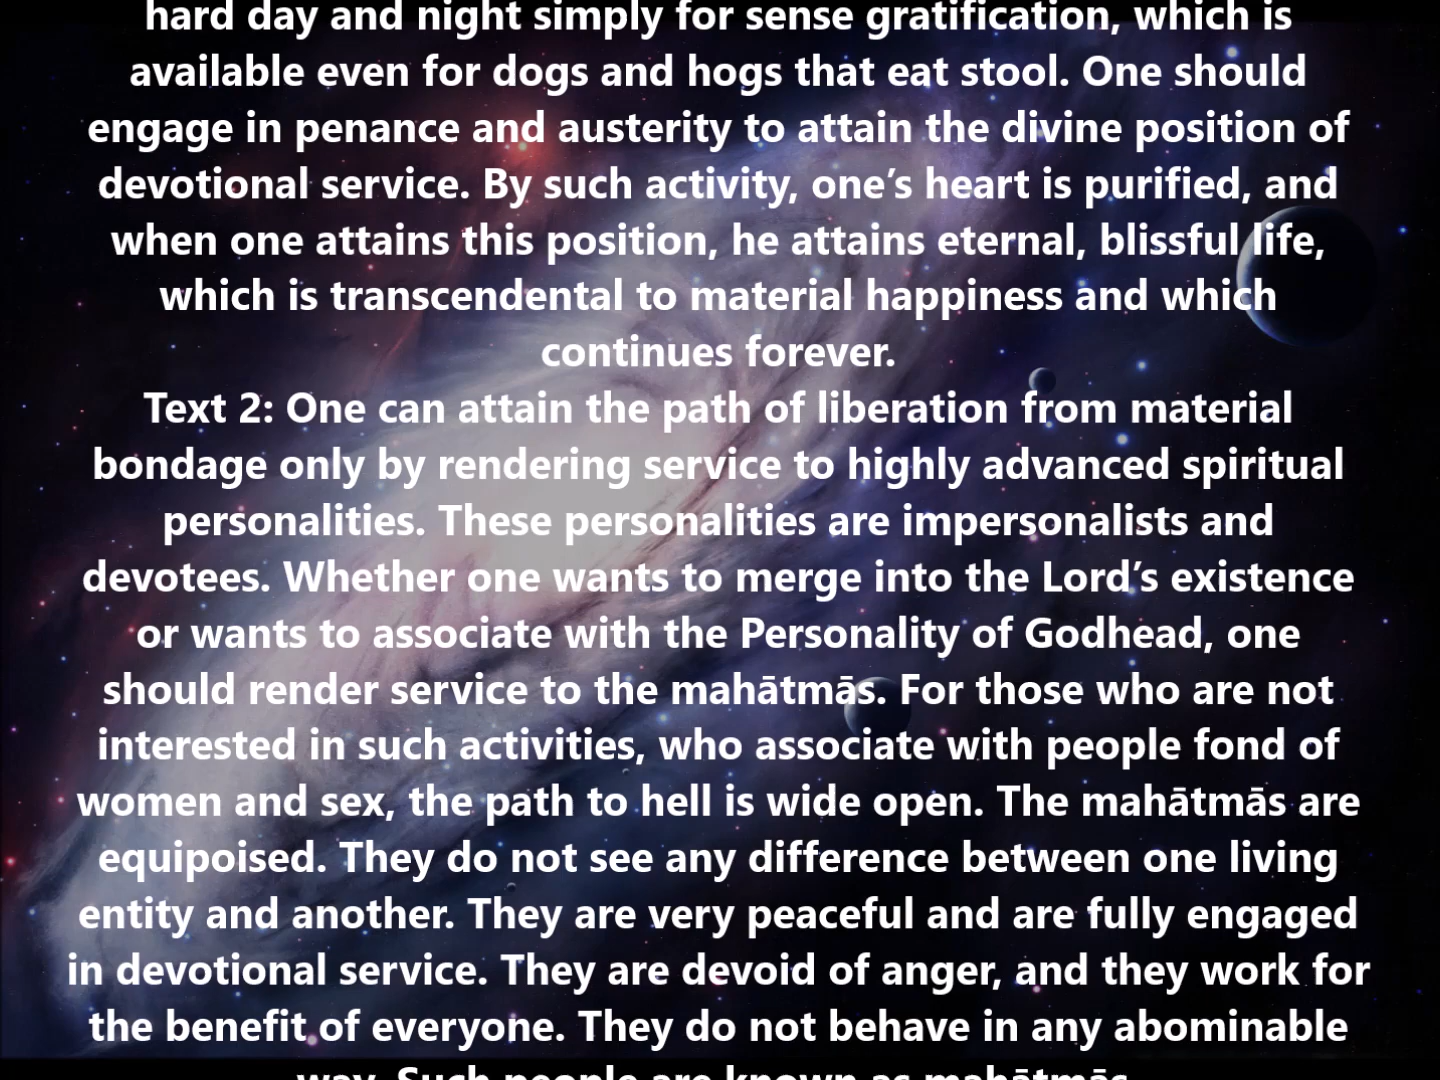 hard day and night simply for sense gratification, which is
available even for dogs and hogs that eat stool. One should
engage in penance and austerity to attain the divine position of
devotional service. By such activity, one’s heart is purified, and
when one attains this position, he attains eternal, blissful life,
which is transcendental to material happiness and which
continues forever.
Text 2: One can attain the path of liberation from material
bondage only by rendering service to highly advanced spiritual
personalities. These personalities are impersonalists and
devotees. Whether one wants to merge into the Lord’s existence
or wants to associate with the Personality of Godhead, one
should render service to the mahātmās. For those who are not
interested in such activities, who associate with people fond of
women and sex, the path to hell is wide open. The mahātmās are
equipoised. They do not see any difference between one living
entity and another. They are very peaceful and are fully engaged
in devotional service. They are devoid of anger, and they work for
the benefit of everyone. They do not behave in any abominable
way. Such people are known as mahātmās.